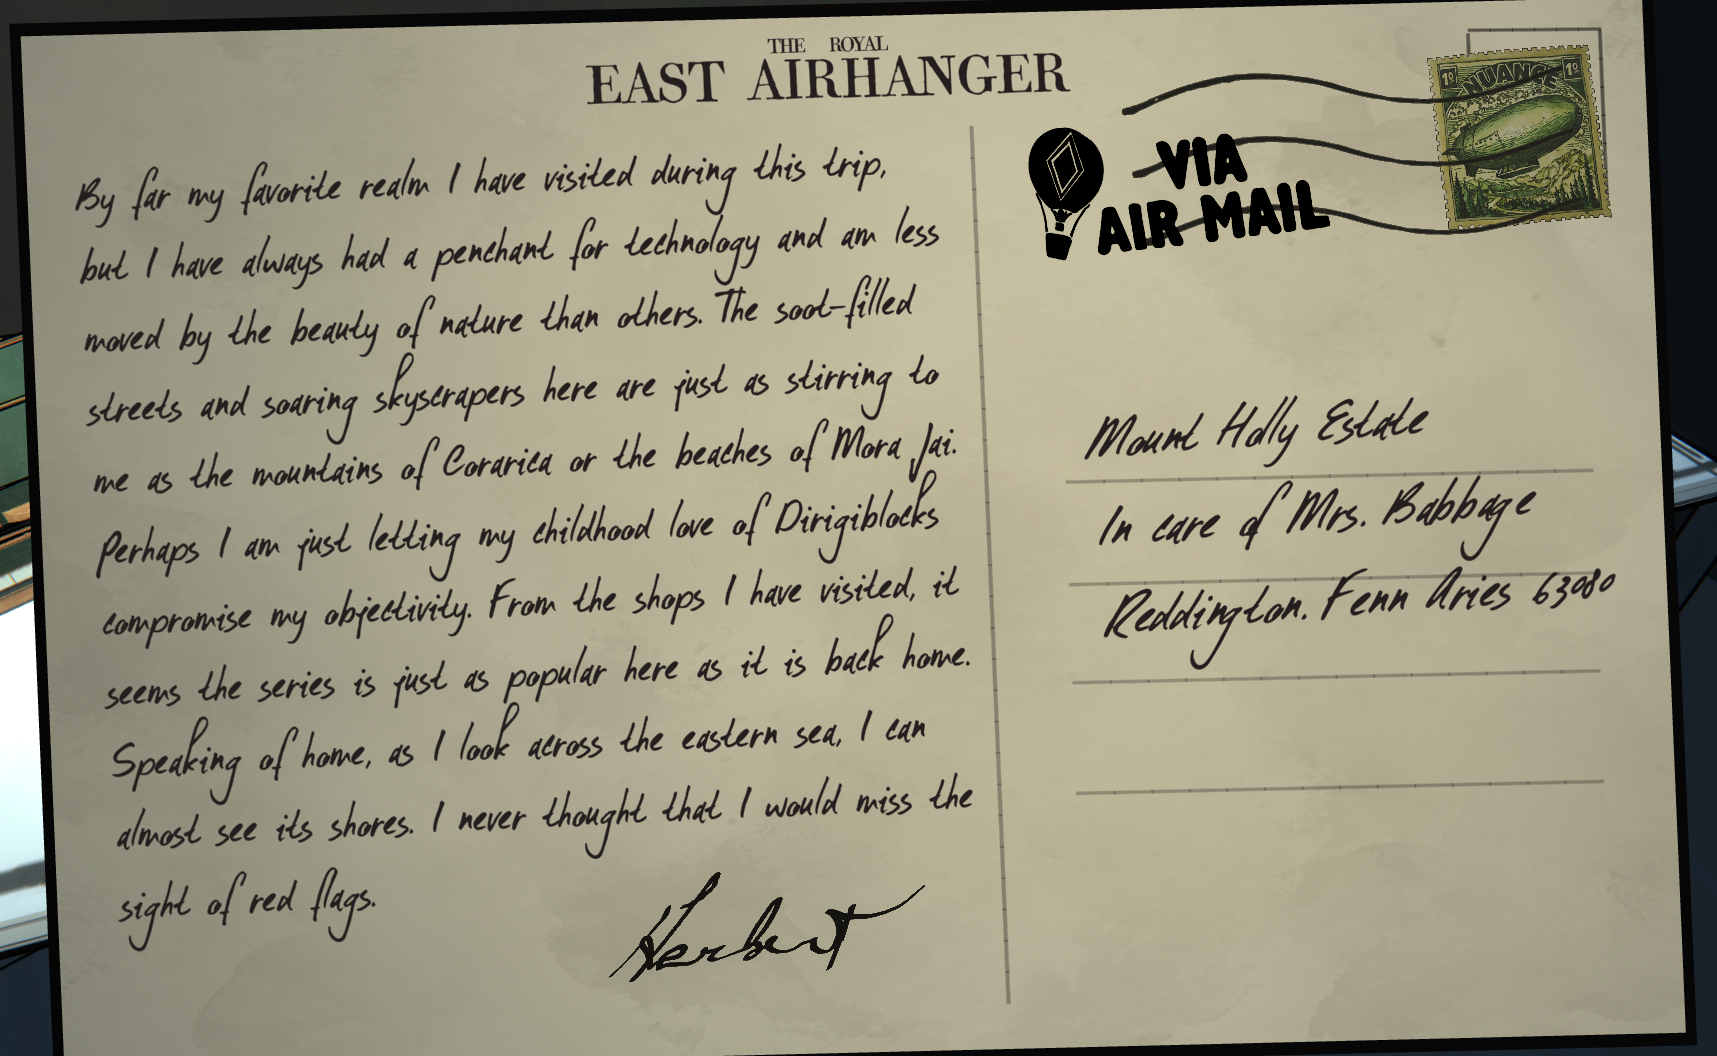 THE ROYAL
EAST AIRHANGER
By far my favorite realm I have visited during this trip,
but I have always had a penchant for technology and am less
moved by the beauty of nature than others. The soot-filled
streets and soaring skyscrapers here are just as stirring to
me as the mountains of Corarica or the beaches of Mora Jai.
Perhaps I am just letting my childhood love of Dirigiblocks
compromise my objectivity. From the shops I have visited, it
seems the series is just as popular here as it is back home.
Speaking of home, as I look across the eastern sea, I can
almost see its shores. I never thought that I would miss the
sight of red flags.
Herbert
1º NUANCE 1º
VIA
AIR MAIL
Mount Holly Estate
In care of Mrs. Babbage
Reddington. Fenn Aries 63080